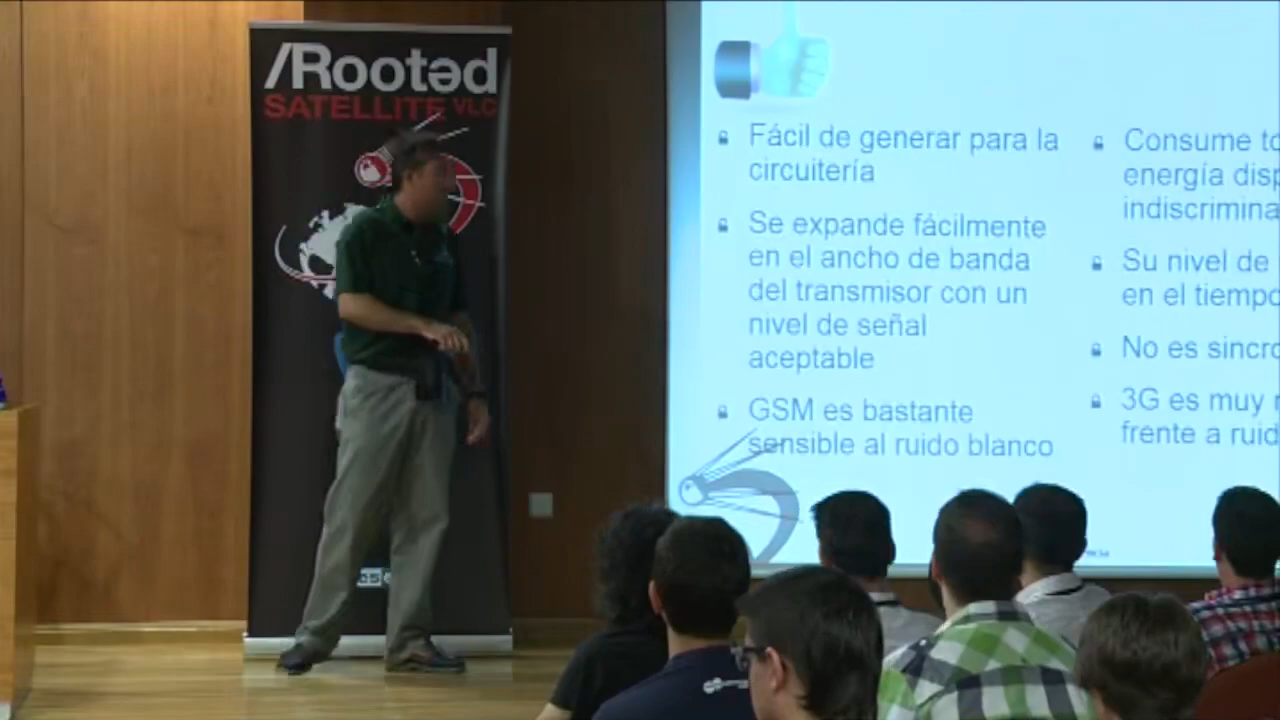 /Rootəd
SATELLITE VLC
Fácil de generar para la
circuitería
Se expande fácilmente
en el ancho de banda
del transmisor con un
nivel de señal
aceptable
GSM es bastante
sensible al ruido blanco
Consume to
energía disp
indiscrimina
Su nivel de
en el tiempo
No es sincro
3G es muy
frente a ruid